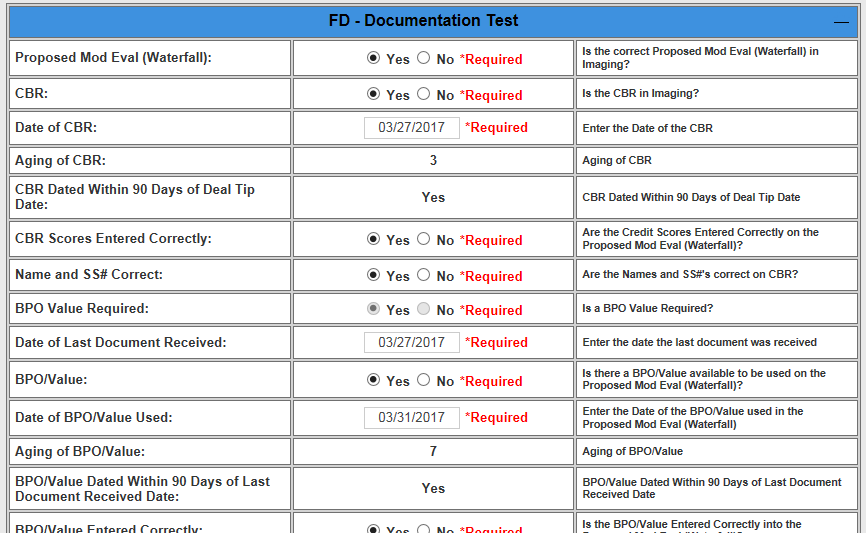 FD - Documentation Test
Proposed Mod Eval (Waterfall):
Yes No *Required
Is the correct Proposed Mod Eval (Waterfall) in
Imaging?
CBR:
Yes No *Required
Is the CBR in Imaging?
Date of CBR:
03/27/2017 *Required
Enter the Date of the CBR
Aging of CBR:
3
Aging of CBR
CBR Dated Within 90 Days of Deal Tip
Date:
Yes
CBR Dated Within 90 Days of Deal Tip Date
CBR Scores Entered Correctly:
Yes No *Required
Are the Credit Scores Entered Correctly on the
Proposed Mod Eval (Waterfall)?
Name and SS# Correct:
Yes No *Required
Are the Names and SS#'s correct on CBR?
BPO Value Required:
Yes No *Required
Is a BPO Value Required?
Date of Last Document Received:
03/27/2017 *Required
Enter the date the last document was received
BPO/Value:
Yes No *Required
Is there a BPO/Value available to be used on the
Proposed Mod Eval (Waterfall)?
Date of BPO/Value Used:
03/31/2017 *Required
Enter the Date of the BPO/Value used in the
Proposed Mod Eval (Waterfall)
Aging of BPO/Value:
7
Aging of BPO/Value
BPO/Value Dated Within 90 Days of Last
Document Received Date:
Yes
BPO/Value Dated Within 90 Days of Last Document
Received Date
BPO/Value Entered Correctly:
Yes No *Required
Is the BPO/Value Entered Correctly into the